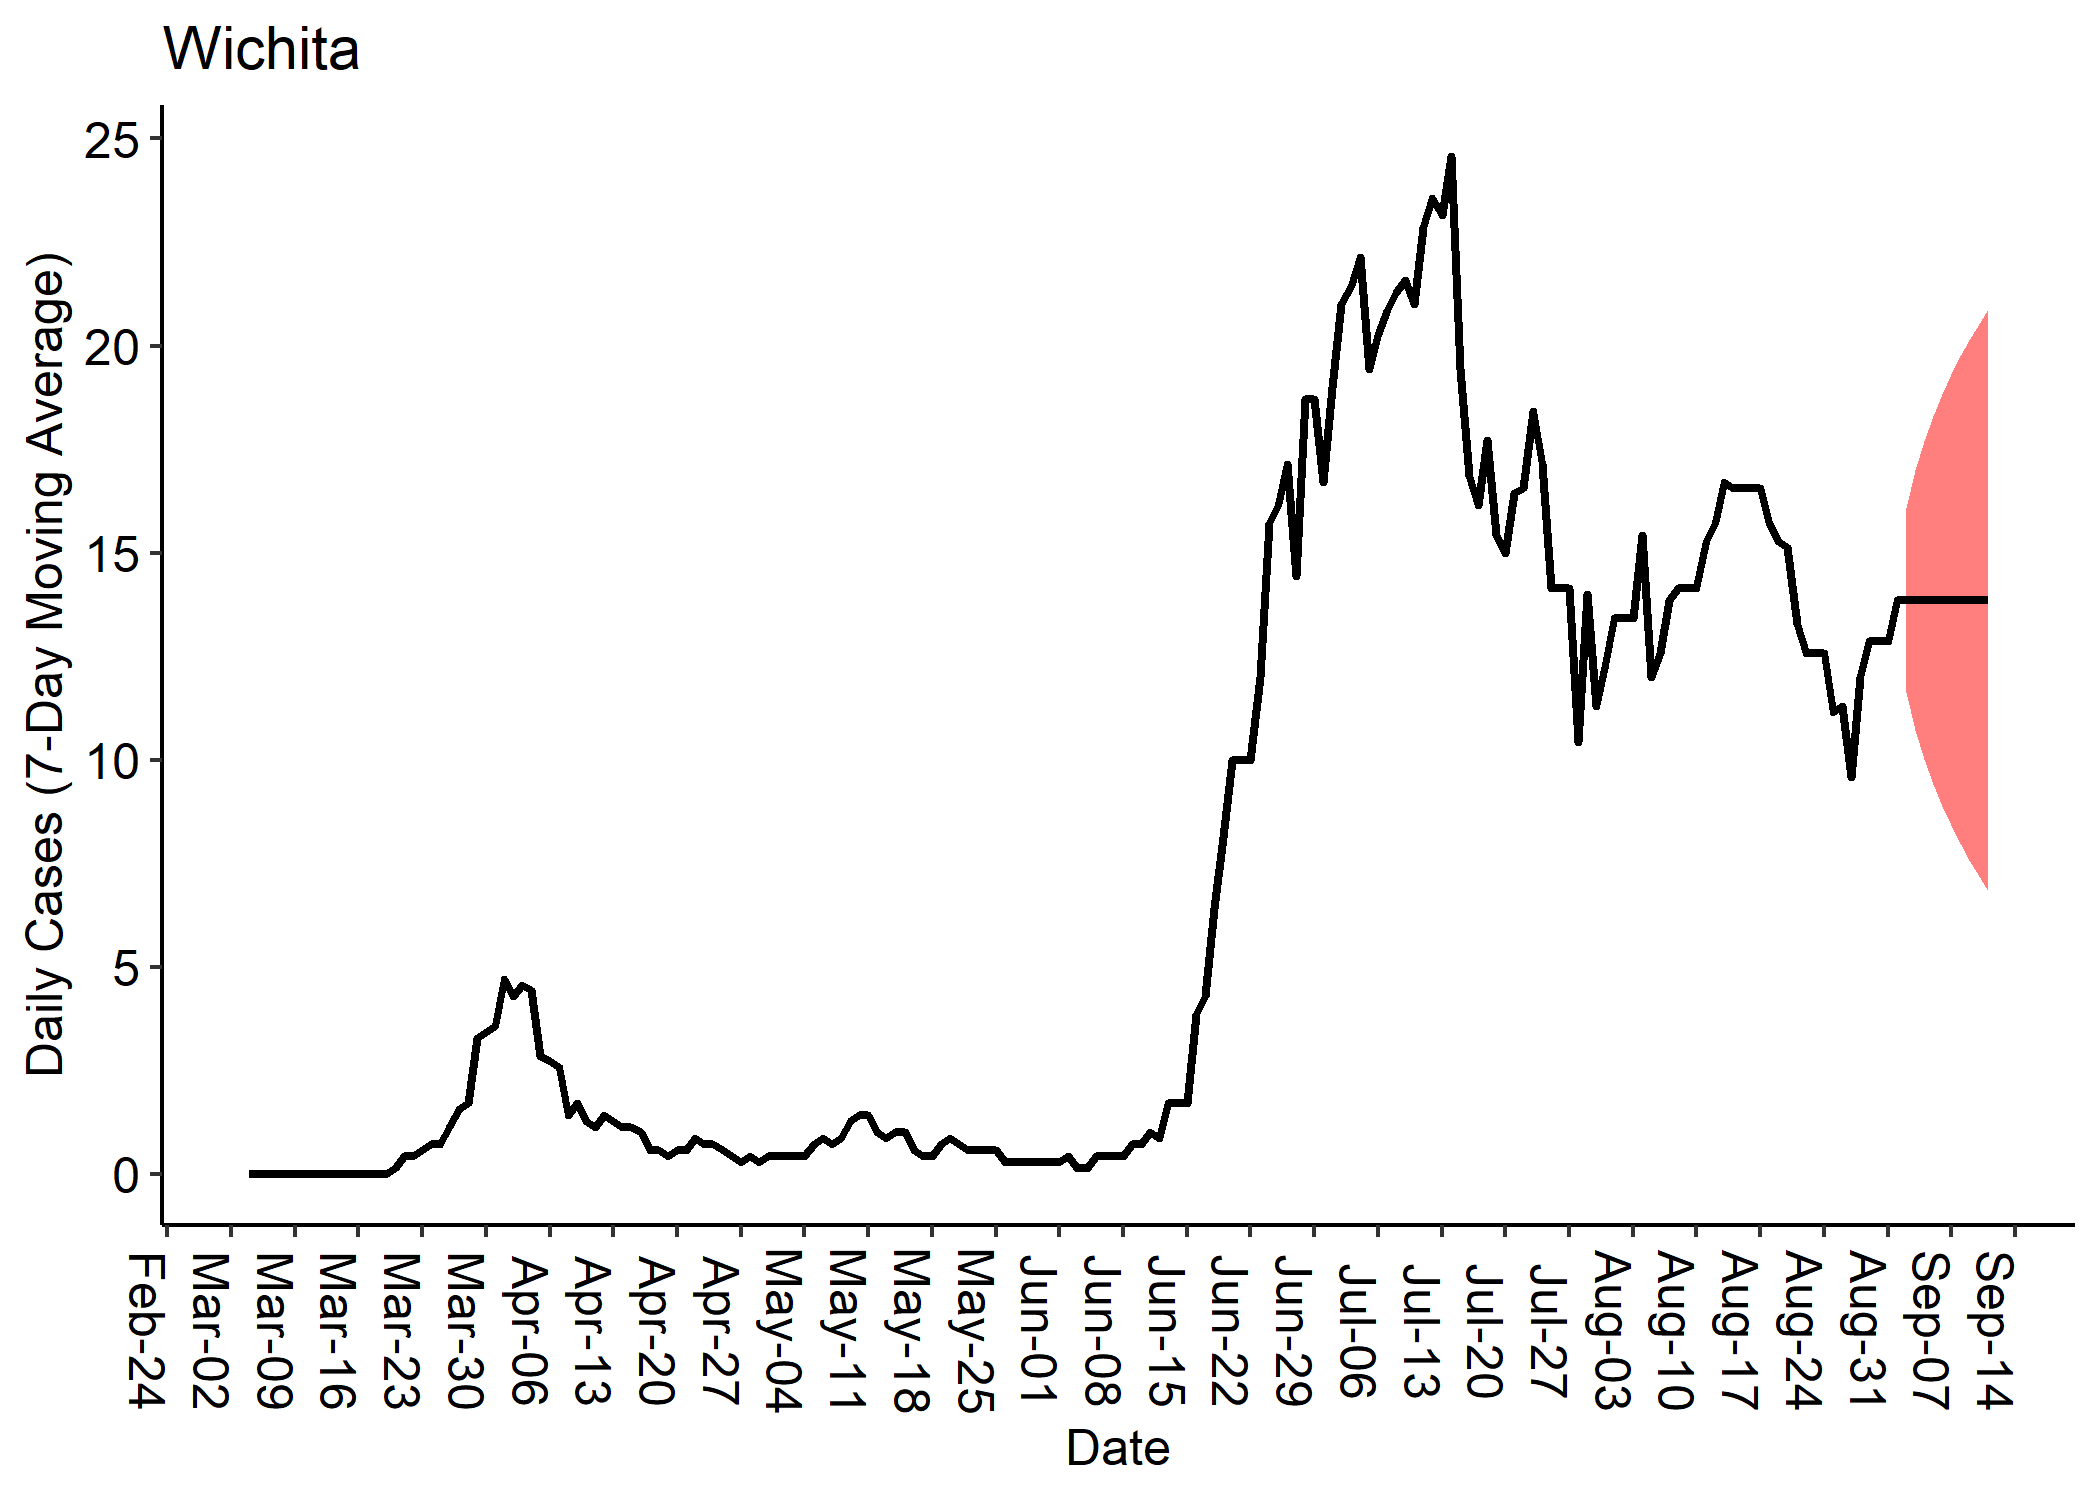 Wichita
Daily Cases (7-Day Moving Average)
25
20
15
10
5
0
Feb-24
Mar-02
Mar-09
Mar-16
Mar-23
Mar-30
Apr-06
Apr-13
Apr-20
Apr-27
May-04
May-11
May-18
May-25
Jun-01
Jun-08
Jun-15
Jun-22
Jun-29
Jul-06
Jul-13
Jul-20
Jul-27
Aug-03
Aug-10
Aug-17
Aug-24
Aug-31
Sep-07
Sep-14
Date